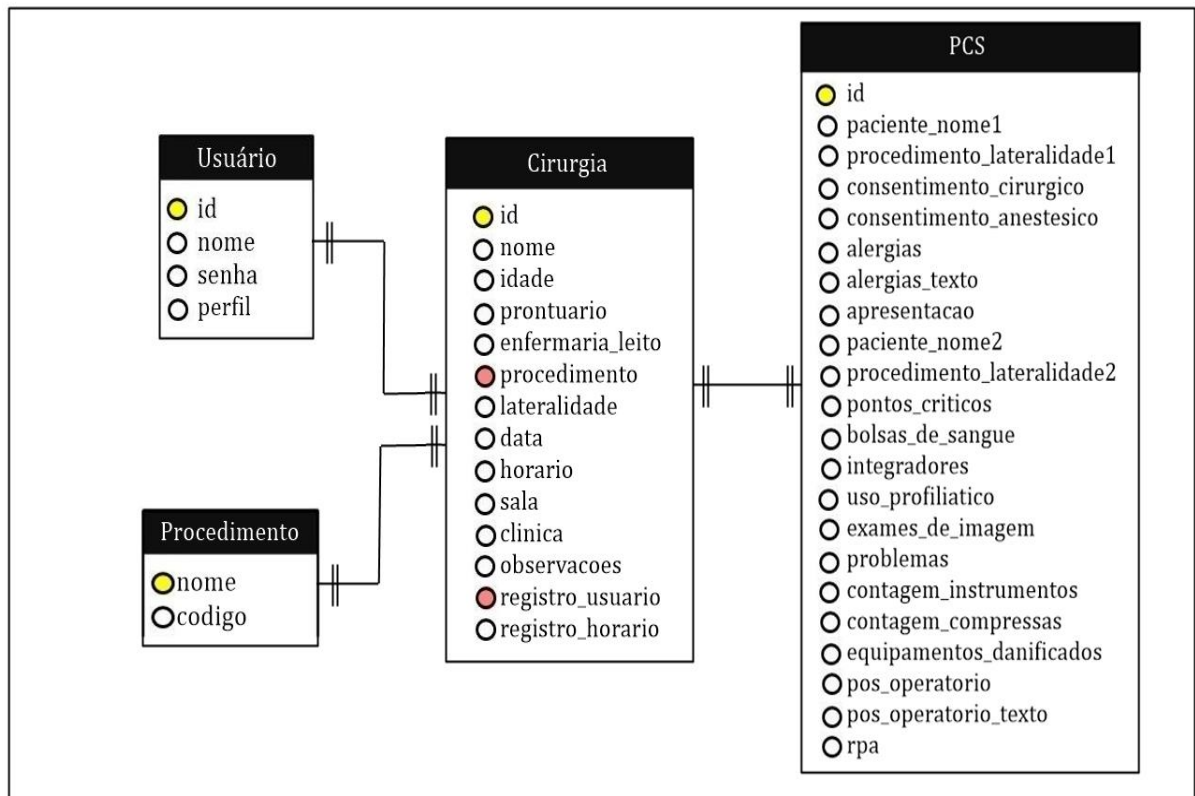 Usuário
id
nome
senha
perfil
Procedimento
nome
codigo
Cirurgia
id
nome
idade
prontuario
enfermaria_leito
procedimento
lateralidade
data
horario
sala
clinica
observacoes
registro_usuario
registro_horario
PCS
id
paciente_nome1
procedimento_lateralidade1
consentimento_cirurgico
consentimento_anestesico
alergias
alergias_texto
apresentacao
paciente_nome2
procedimento_lateralidade2
pontos_criticos
bolsas_de_sangue
integradores
uso_profiliatico
exames_de_imagem
problemas
contagem_instrumentos
contagem_compressas
equipamentos_danificados
pos_operatorio
pos_operatorio_texto
rpa